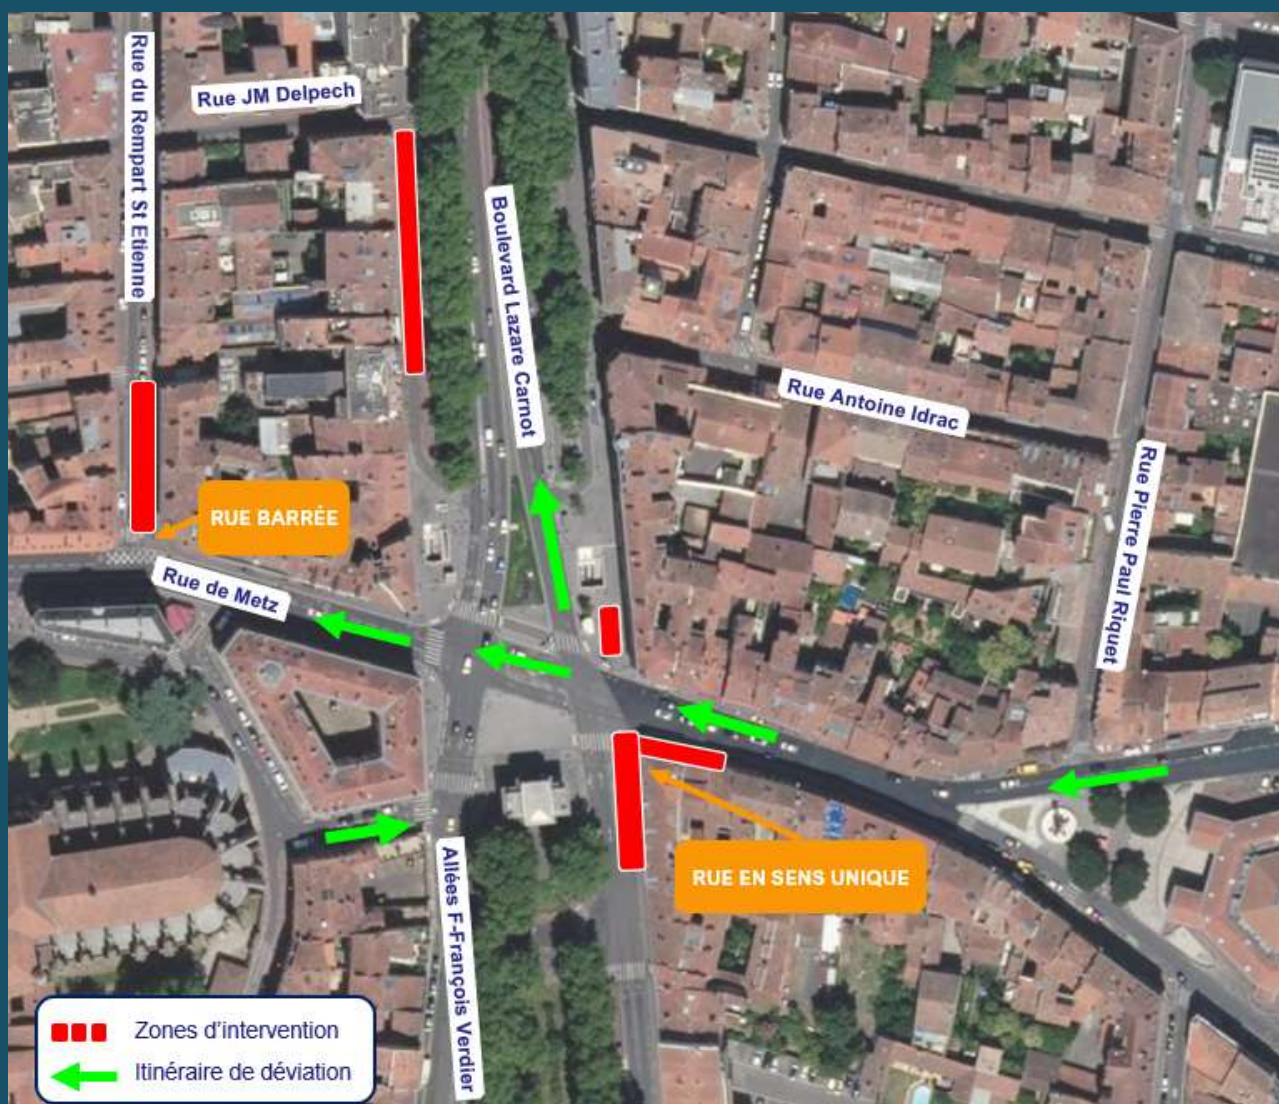 Rue du Rempart St Etienne
Rue JM Delpech
Boulevard Lazare Carnot
Rue Antoine Idrac
Rue Pierre Paul Riquet
RUE BARRÉE
Rue de Metz
RUE EN SENS UNIQUE
Allées F-François Verdier
Zones d'intervention
Itinéraire de déviation